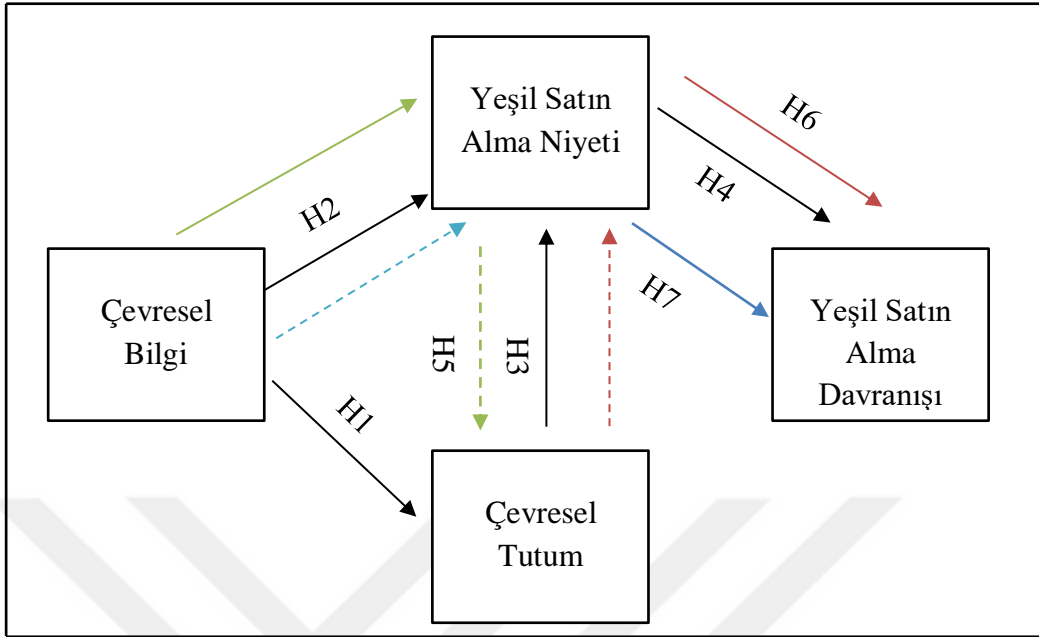 Yeşil Satın
Alma Niyeti
H6
H4
H2
H7
Çevresel
Bilgi
Yeşil Satın
Alma
Davranışı
H5
H3
H1
Çevresel
Tutum